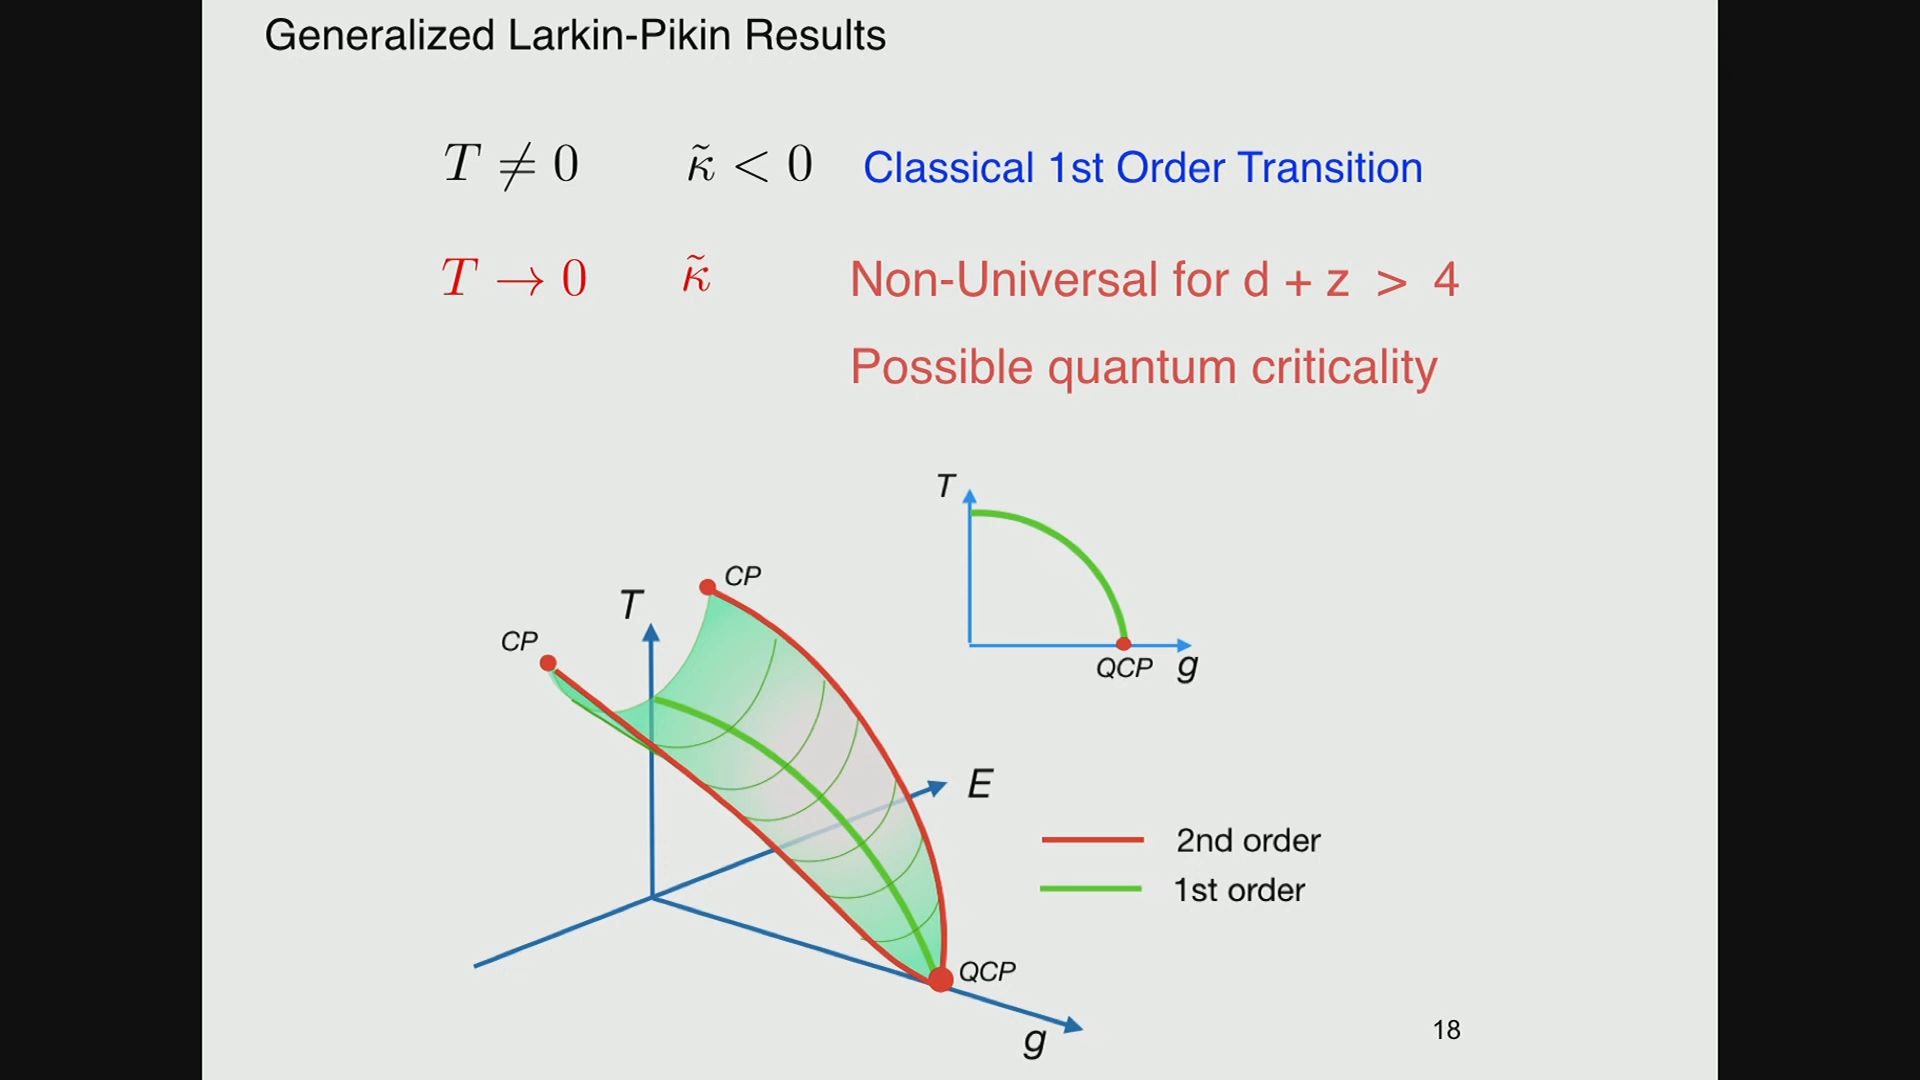 Generalized Larkin-Pikin Results
T ≠ 0 κ̃ < 0 Classical 1st Order Transition
T → 0 κ̃ Non-Universal for d + z > 4
Possible quantum criticality
T
QCP g
CP
T
CP
E
2nd order
1st order
QCP
g
18